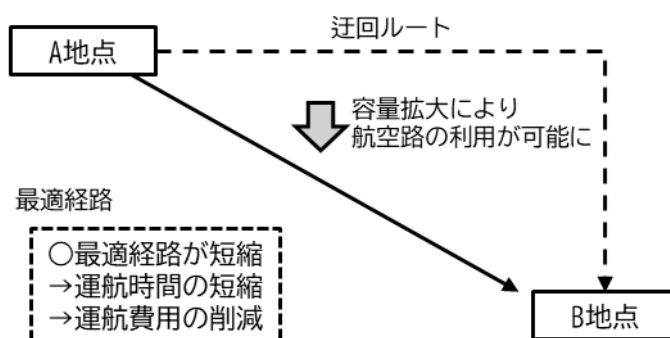 迂回ルート
A地点
容量拡大により
航空路の利用が可能に
最適経路
○最適経路が短縮
→運航時間の短縮
→運航費用の削減
B地点